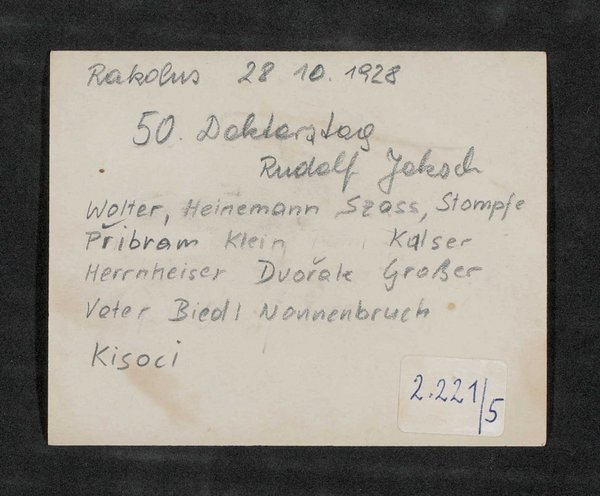 Rakolus 28 10. 1928
50. Doktorstag
Rudolf Jaksch
Wolter, Heinemann Szass, Stompfe
Přibram Klein Kalser
Herrnheiser Dvořak Großer
Vater Biedl Nonnenbruch
Kisoci
2.221/5